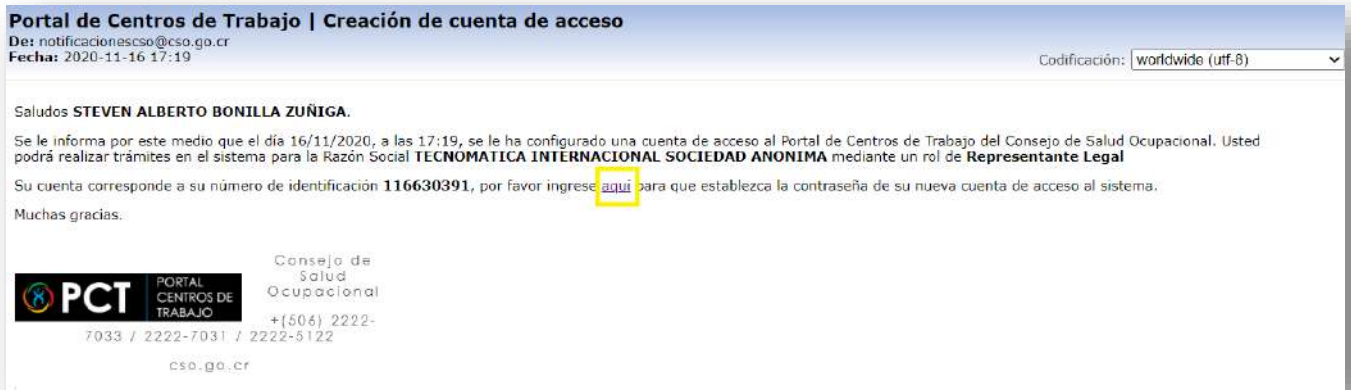 Portal de Centros de Trabajo | Creación de cuenta de acceso
De: notificacionescso@cso.go.cr
Fecha: 2020-11-16 17:19
Codificación: worldwide (utf-8)
Saludos STEVEN ALBERTO BONILLA ZUÑIGA.
Se le informa por este medio que el día 16/11/2020, a las 17:19, se le ha configurado una cuenta de acceso al Portal de Centros de Trabajo del Consejo de Salud Ocupacional. Usted
podrá realizar trámites en el sistema para la Razón Social TECNOMATICA INTERNACIONAL SOCIEDAD ANONIMA mediante un rol de Representante Legal
Su cuenta corresponde a su número de identificación 116630391, por favor ingrese aquí para que establezca la contraseña de su nueva cuenta de acceso al sistema.
Muchas gracias.
PCT
PORTAL
CENTROS DE
TRABAJO
Consejo de
Salud
Ocupacional
+(506) 2222-
7033 / 2222-7031 / 2222-5122
cso.go.cr